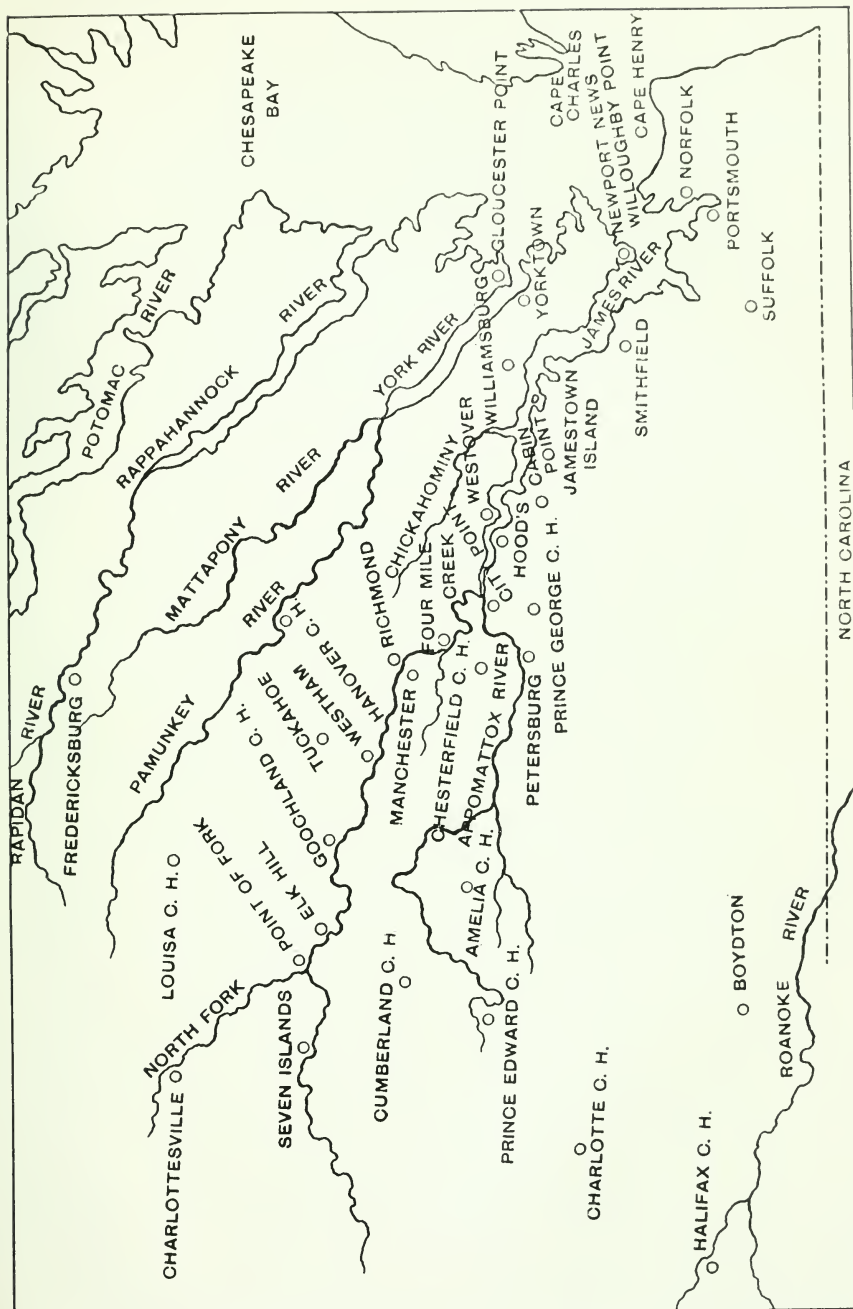 CHESAPEAKE
BAY
POTOMAC
RIVER
RAPPAHANNOCK
RIVER
RAPIDAN
RIVER
FREDERICKSBURG
MATTAPONY
RIVER
PAMUNKEY
RIVER
YORK RIVER
GLOUCESTER POINT
CAPE
CHARLES
NEWPORT NEWS
WILLOUGHBY POINT
CAPE HENRY
NORFOLK
PORTSMOUTH
SUFFOLK
JAMES RIVER
SMITHFIELD
YORKTOWN
WILLIAMSBURG
JAMESTOWN
ISLAND
CABIN
POINT
HOOD'S
WESTOVER
CITY POINT
PRINCE GEORGE C. H.
PETERSBURG
CHICKAHOMINY
FOUR MILE
CREEK
RICHMOND
MANCHESTER
CHESTERFIELD C. H.
APPOMATTOX RIVER
HANOVER C. H.
WESTHAM
TUCKAHOE
GOOCHLAND C. H.
ELK HILL
POINT OF FORK
LOUISA C. H.
NORTH FORK
CHARLOTTESVILLE
SEVEN ISLANDS
CUMBERLAND C. H
AMELIA C. H.
PRINCE EDWARD C. H.
CHARLOTTE C. H.
HALIFAX C. H.
BOYDTON
ROANOKE
RIVER
NORTH CAROLINA